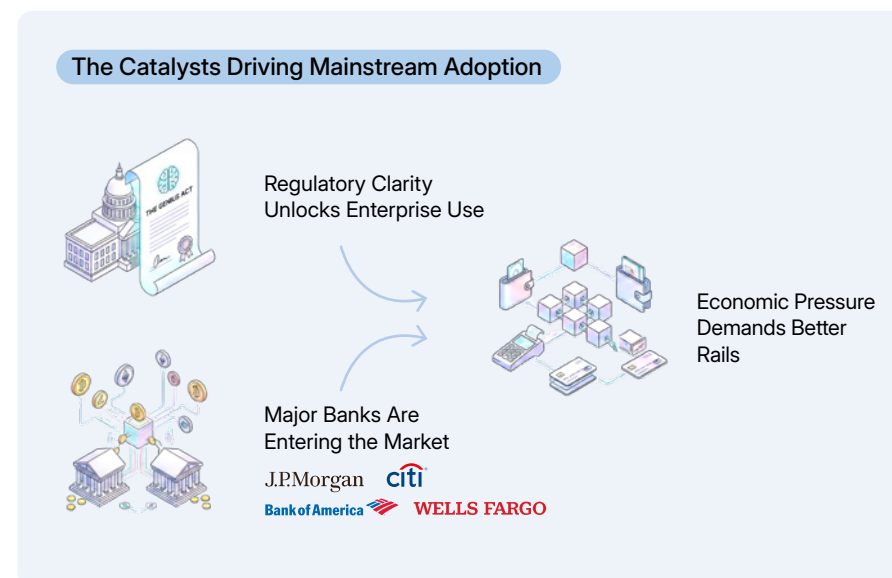 The Catalysts Driving Mainstream Adoption
THE GENIUS ACT
Regulatory Clarity
Unlocks Enterprise Use
Economic Pressure
Demands Better
Rails
Major Banks Are
Entering the Market
J.P.Morgan
citi
Bank of America
WELLS FARGO